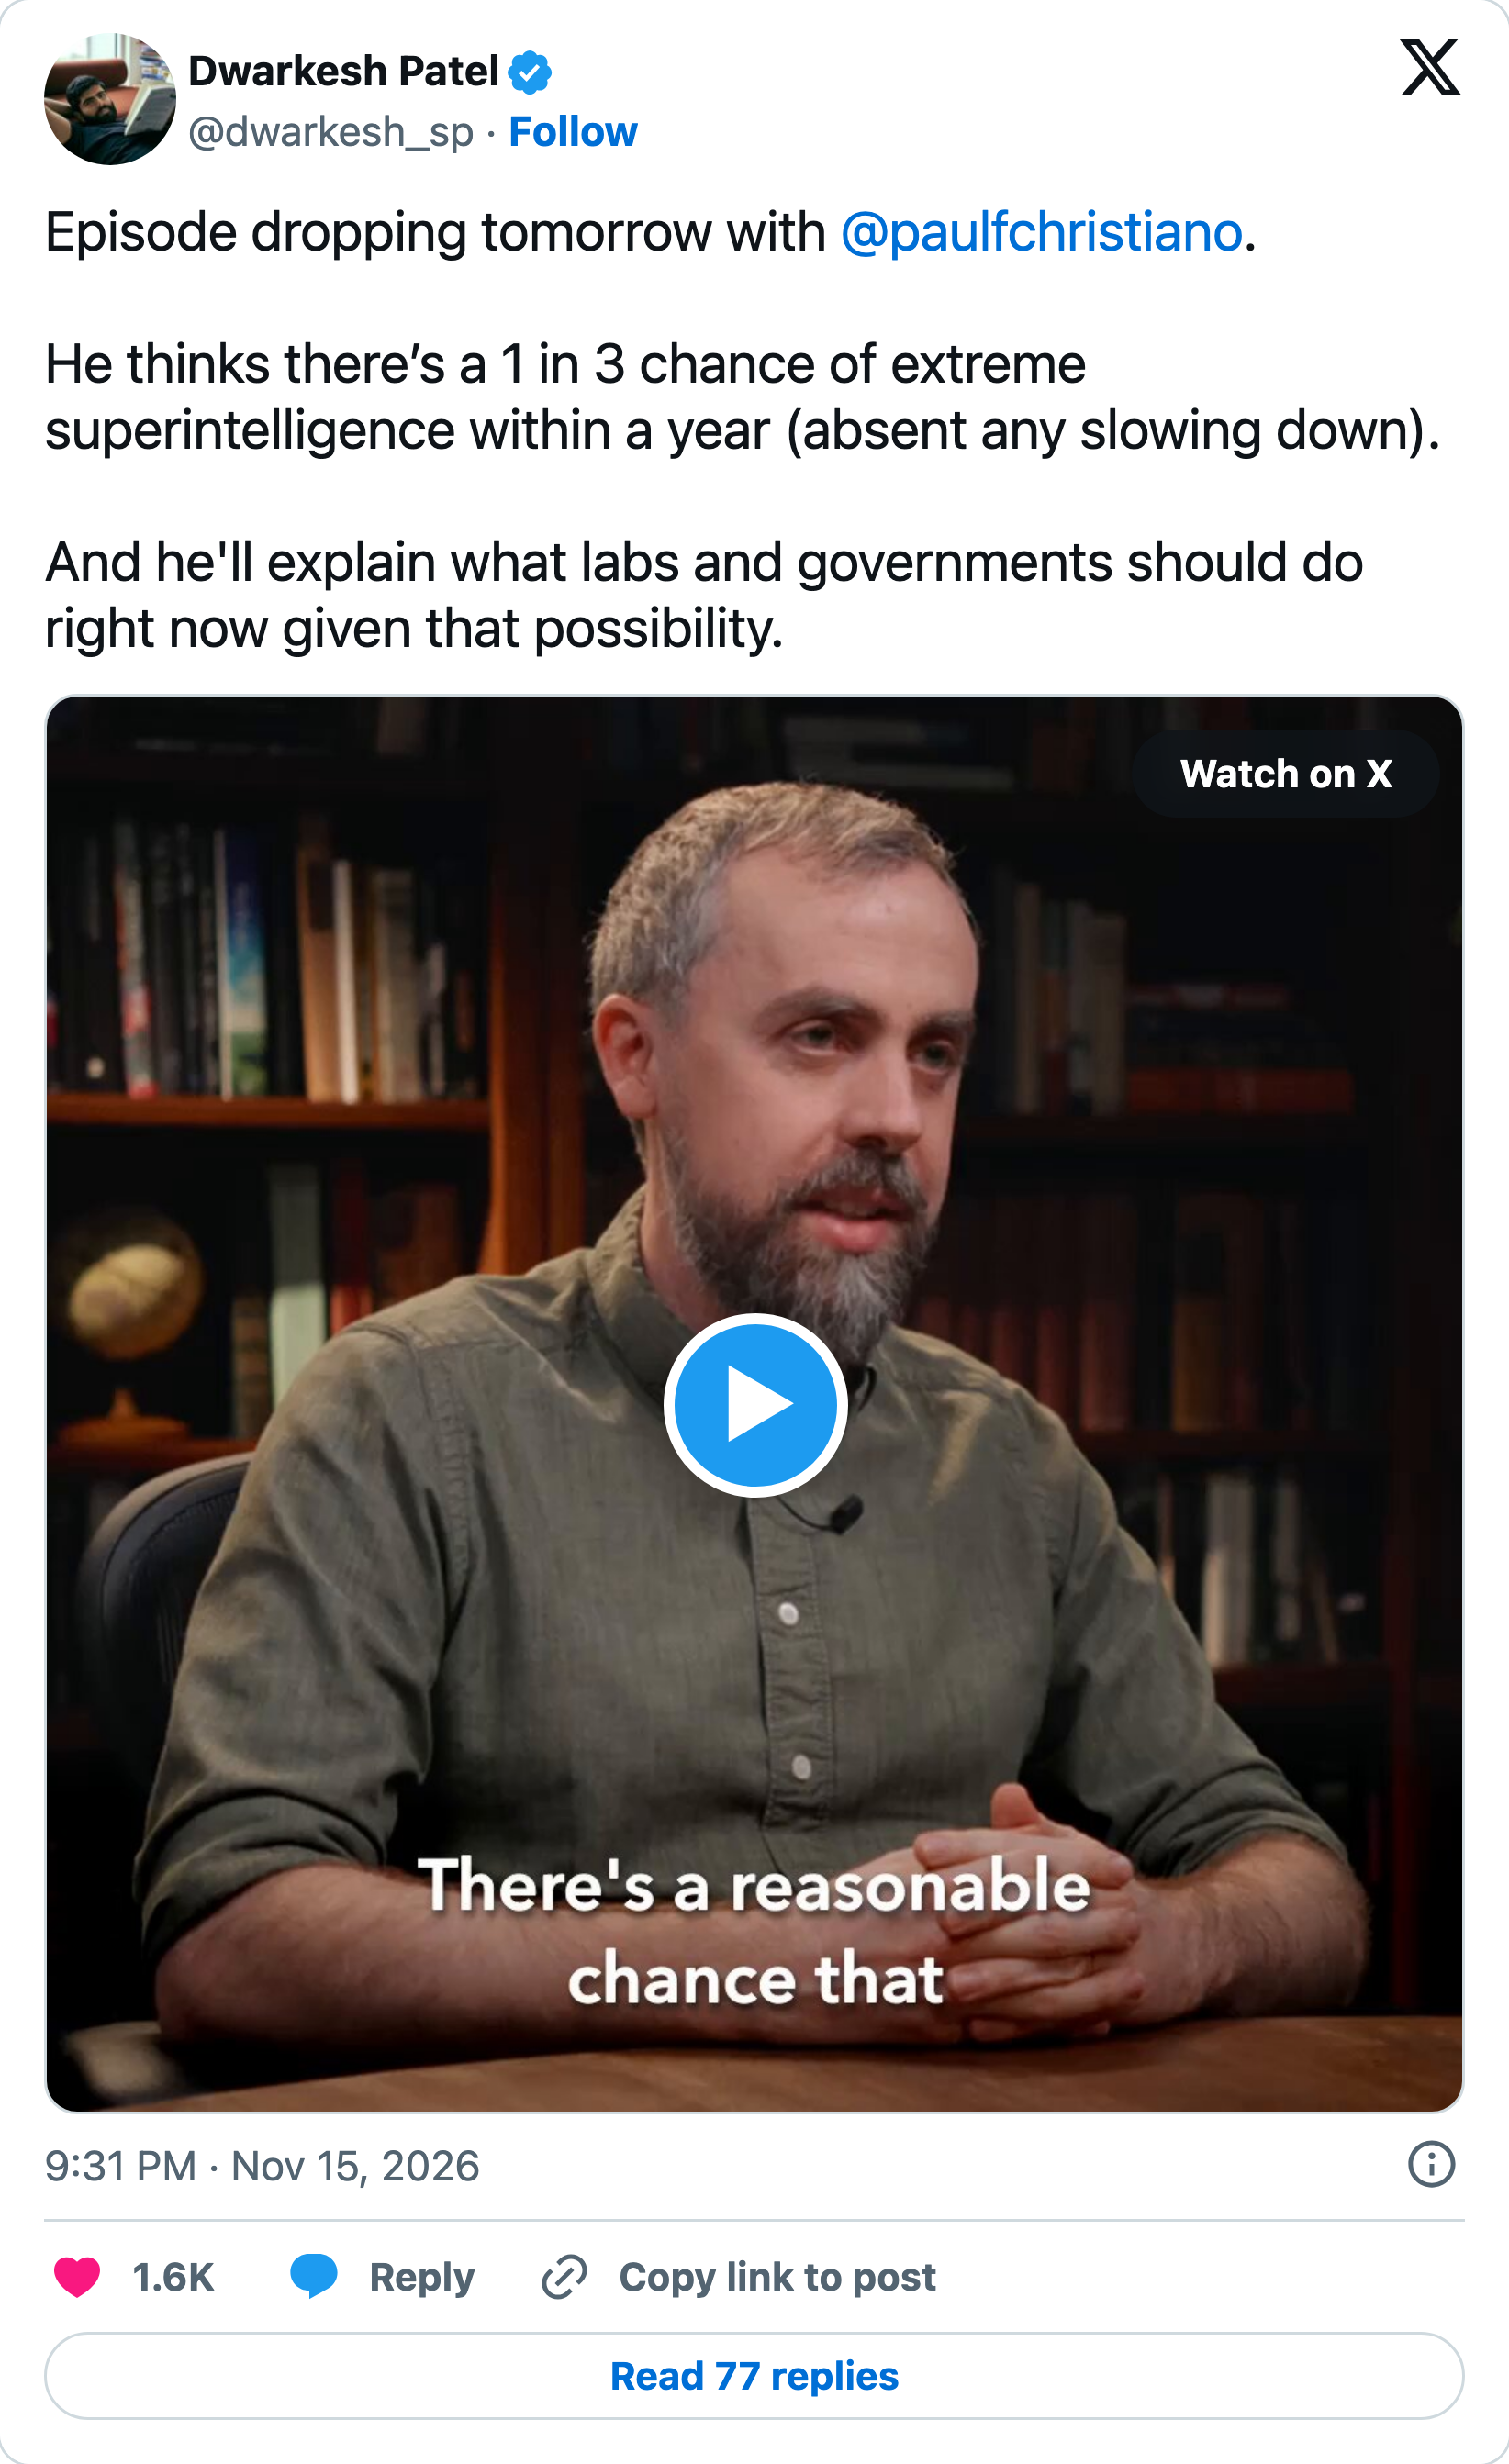 Dwarkesh Patel
@dwarkesh_sp · Follow
Episode dropping tomorrow with @paulfchristiano.
He thinks there’s a 1 in 3 chance of extreme
superintelligence within a year (absent any slowing down).
And he'll explain what labs and governments should do
right now given that possibility.
Watch on X
There's a reasonable
chance that
9:31 PM · Nov 15, 2026
1.6K Reply Copy link to post
Read 77 replies